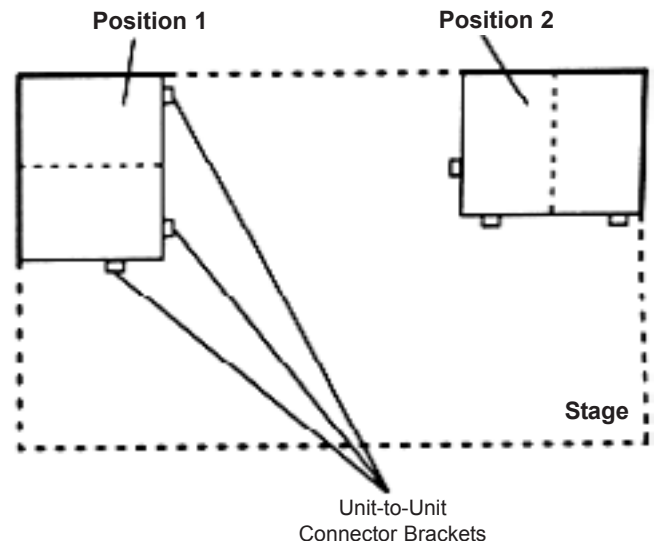 Position 1
Position 2
Stage
Unit-to-Unit
Connector Brackets